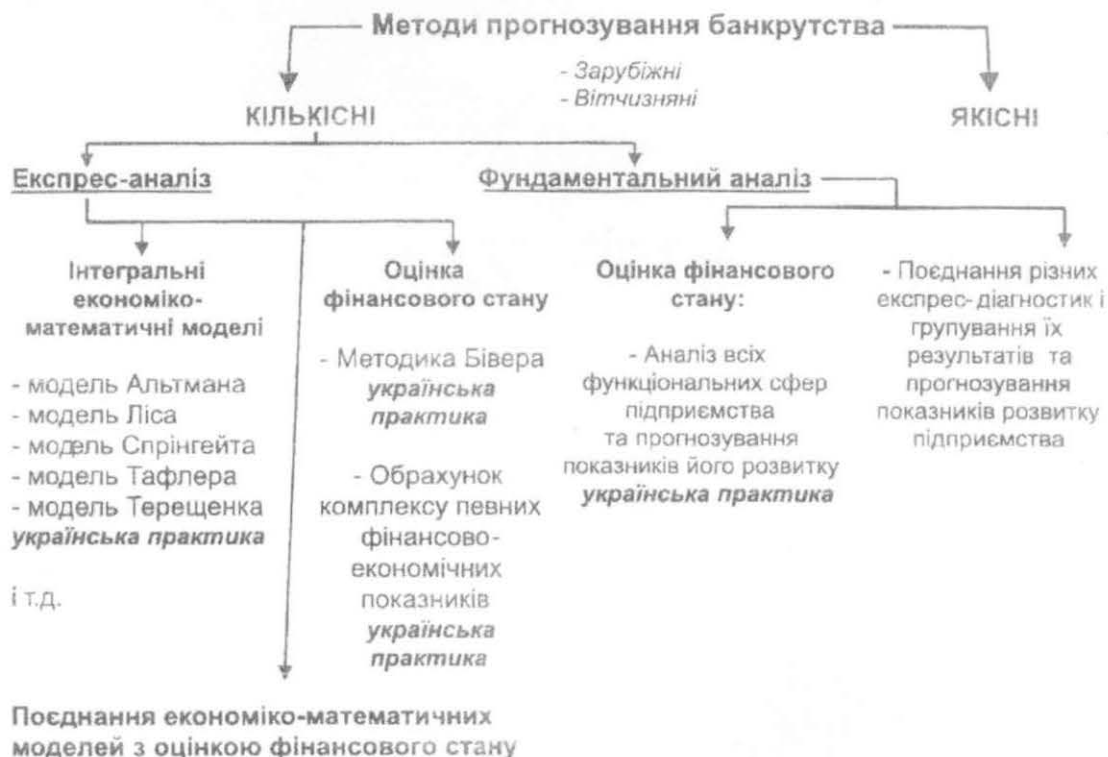 Методи прогнозування банкрутства
- Зарубіжні
- Вітчизняні
КІЛЬКІСНІ
ЯКІСНІ
Експрес-аналіз
Фундаментальний аналіз
Інтегральні
економіко-
математичні моделі
- модель Альтмана
- модель Ліса
- модель Спрінгейта
- модель Тафлера
- модель Терещенка
українська практика
і т.д.
Оцінка
фінансового стану
- Методика Бівера
українська
практика
- Обрахунок
комплексу певних
фінансово-
економічних
показників
українська
практика
Оцінка фінансового
стану:
- Аналіз всіх
функціональних сфер
підприємства
та прогнозування
показників його розвитку
українська практика
- Поєднання різних
експрес-діагностик і
групування їх
результатів та
прогнозування
показників розвитку
підприємства
Поєднання економіко-математичних
моделей з оцінкою фінансового стану